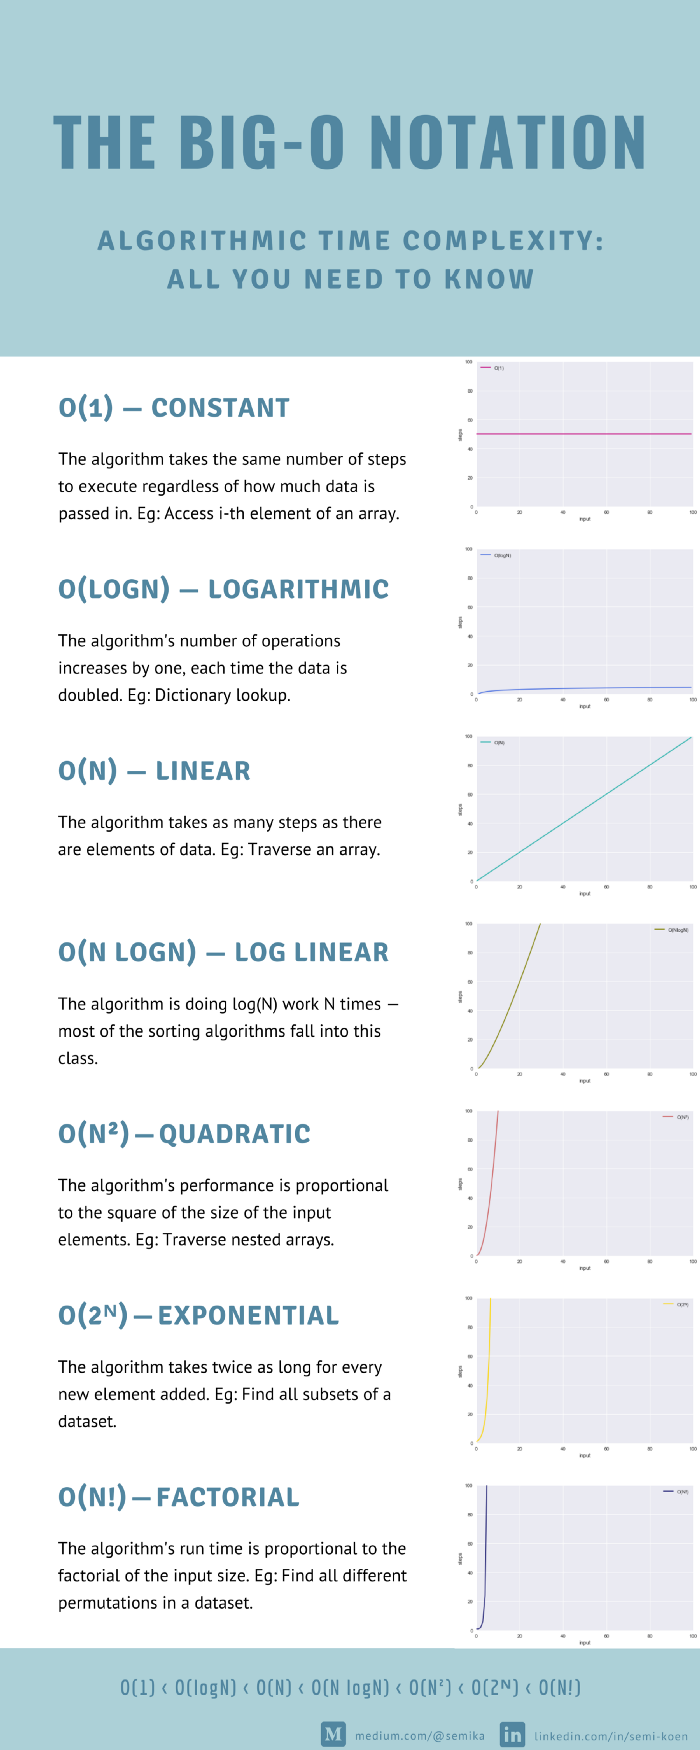 THE BIG-O NOTATION
ALGORITHMIC TIME COMPLEXITY:
ALL YOU NEED TO KNOW
O(1) — CONSTANT
The algorithm takes the same number of steps
to execute regardless of how much data is
passed in. Eg: Access i-th element of an array.
O(1)
100
80
60
40
20
0
steps
0 20 40 60 80 100
input
O(LOGN) — LOGARITHMIC
The algorithm's number of operations
increases by one, each time the data is
doubled. Eg: Dictionary lookup.
O(logN)
100
80
60
40
20
0
steps
0 20 40 60 80 100
input
O(N) — LINEAR
The algorithm takes as many steps as there
are elements of data. Eg: Traverse an array.
O(N)
100
80
60
40
20
0
steps
0 20 40 60 80 100
input
O(N LOGN) — LOG LINEAR
The algorithm is doing log(N) work N times —
most of the sorting algorithms fall into this
class.
O(NlogN)
100
80
60
40
20
0
steps
0 20 40 60 80 100
input
O(N²) — QUADRATIC
The algorithm's performance is proportional
to the square of the size of the input
elements. Eg: Traverse nested arrays.
O(N²)
100
80
60
40
20
0
steps
0 20 40 60 80 100
input
O(2ᴺ) — EXPONENTIAL
The algorithm takes twice as long for every
new element added. Eg: Find all subsets of a
dataset.
O(2ᴺ)
100
80
60
40
20
0
steps
0 20 40 60 80 100
input
O(N!) — FACTORIAL
The algorithm's run time is proportional to the
factorial of the input size. Eg: Find all different
permutations in a dataset.
O(N!)
100
80
60
40
20
0
steps
0 20 40 60 80 100
input
O(1) < O(logN) < O(N) < O(N logN) < O(N²) < O(2ᴺ) < O(N!)
M medium.com/@semika in linkedin.com/in/semi-koen